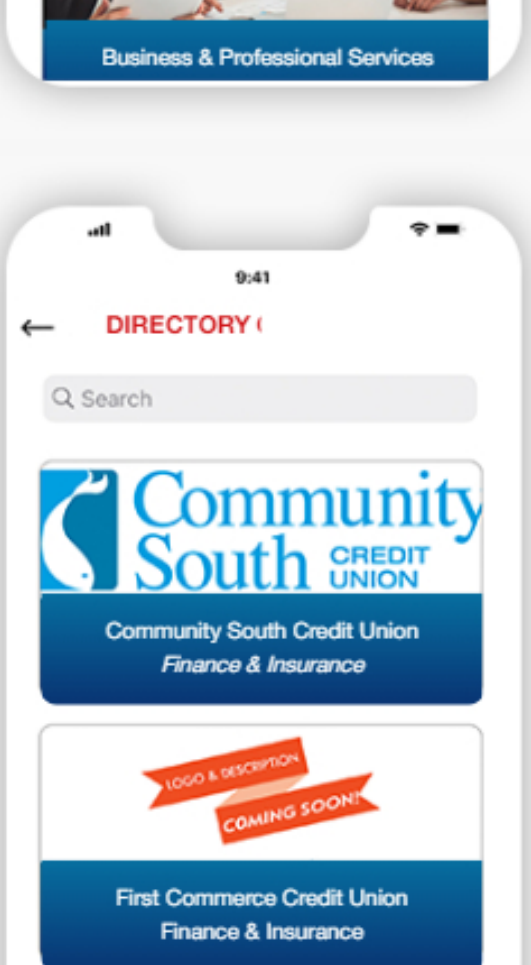 Business & Professional Services
9:41
DIRECTORY
Search
Community
South CREDIT
UNION
Community South Credit Union
Finance & Insurance
LOGO & DESCRIPTION
COMING SOON!
First Commerce Credit Union
Finance & Insurance